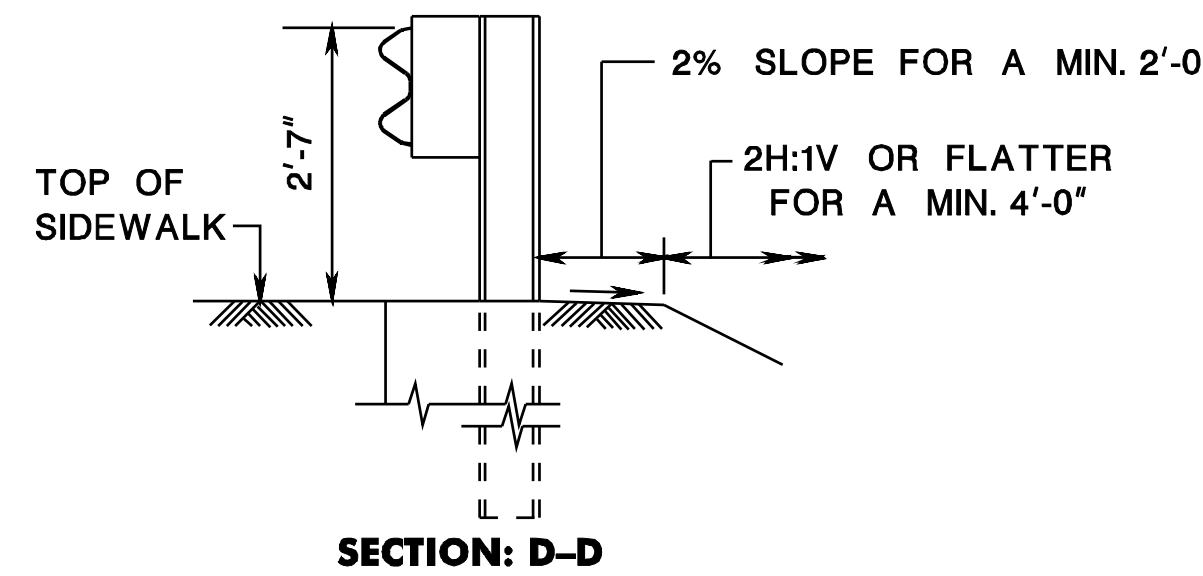 2% SLOPE FOR A MIN. 2'-0
2'-7"
2H:1V OR FLATTER
FOR A MIN. 4'-0"
TOP OF
SIDEWALK
SECTION: D–D